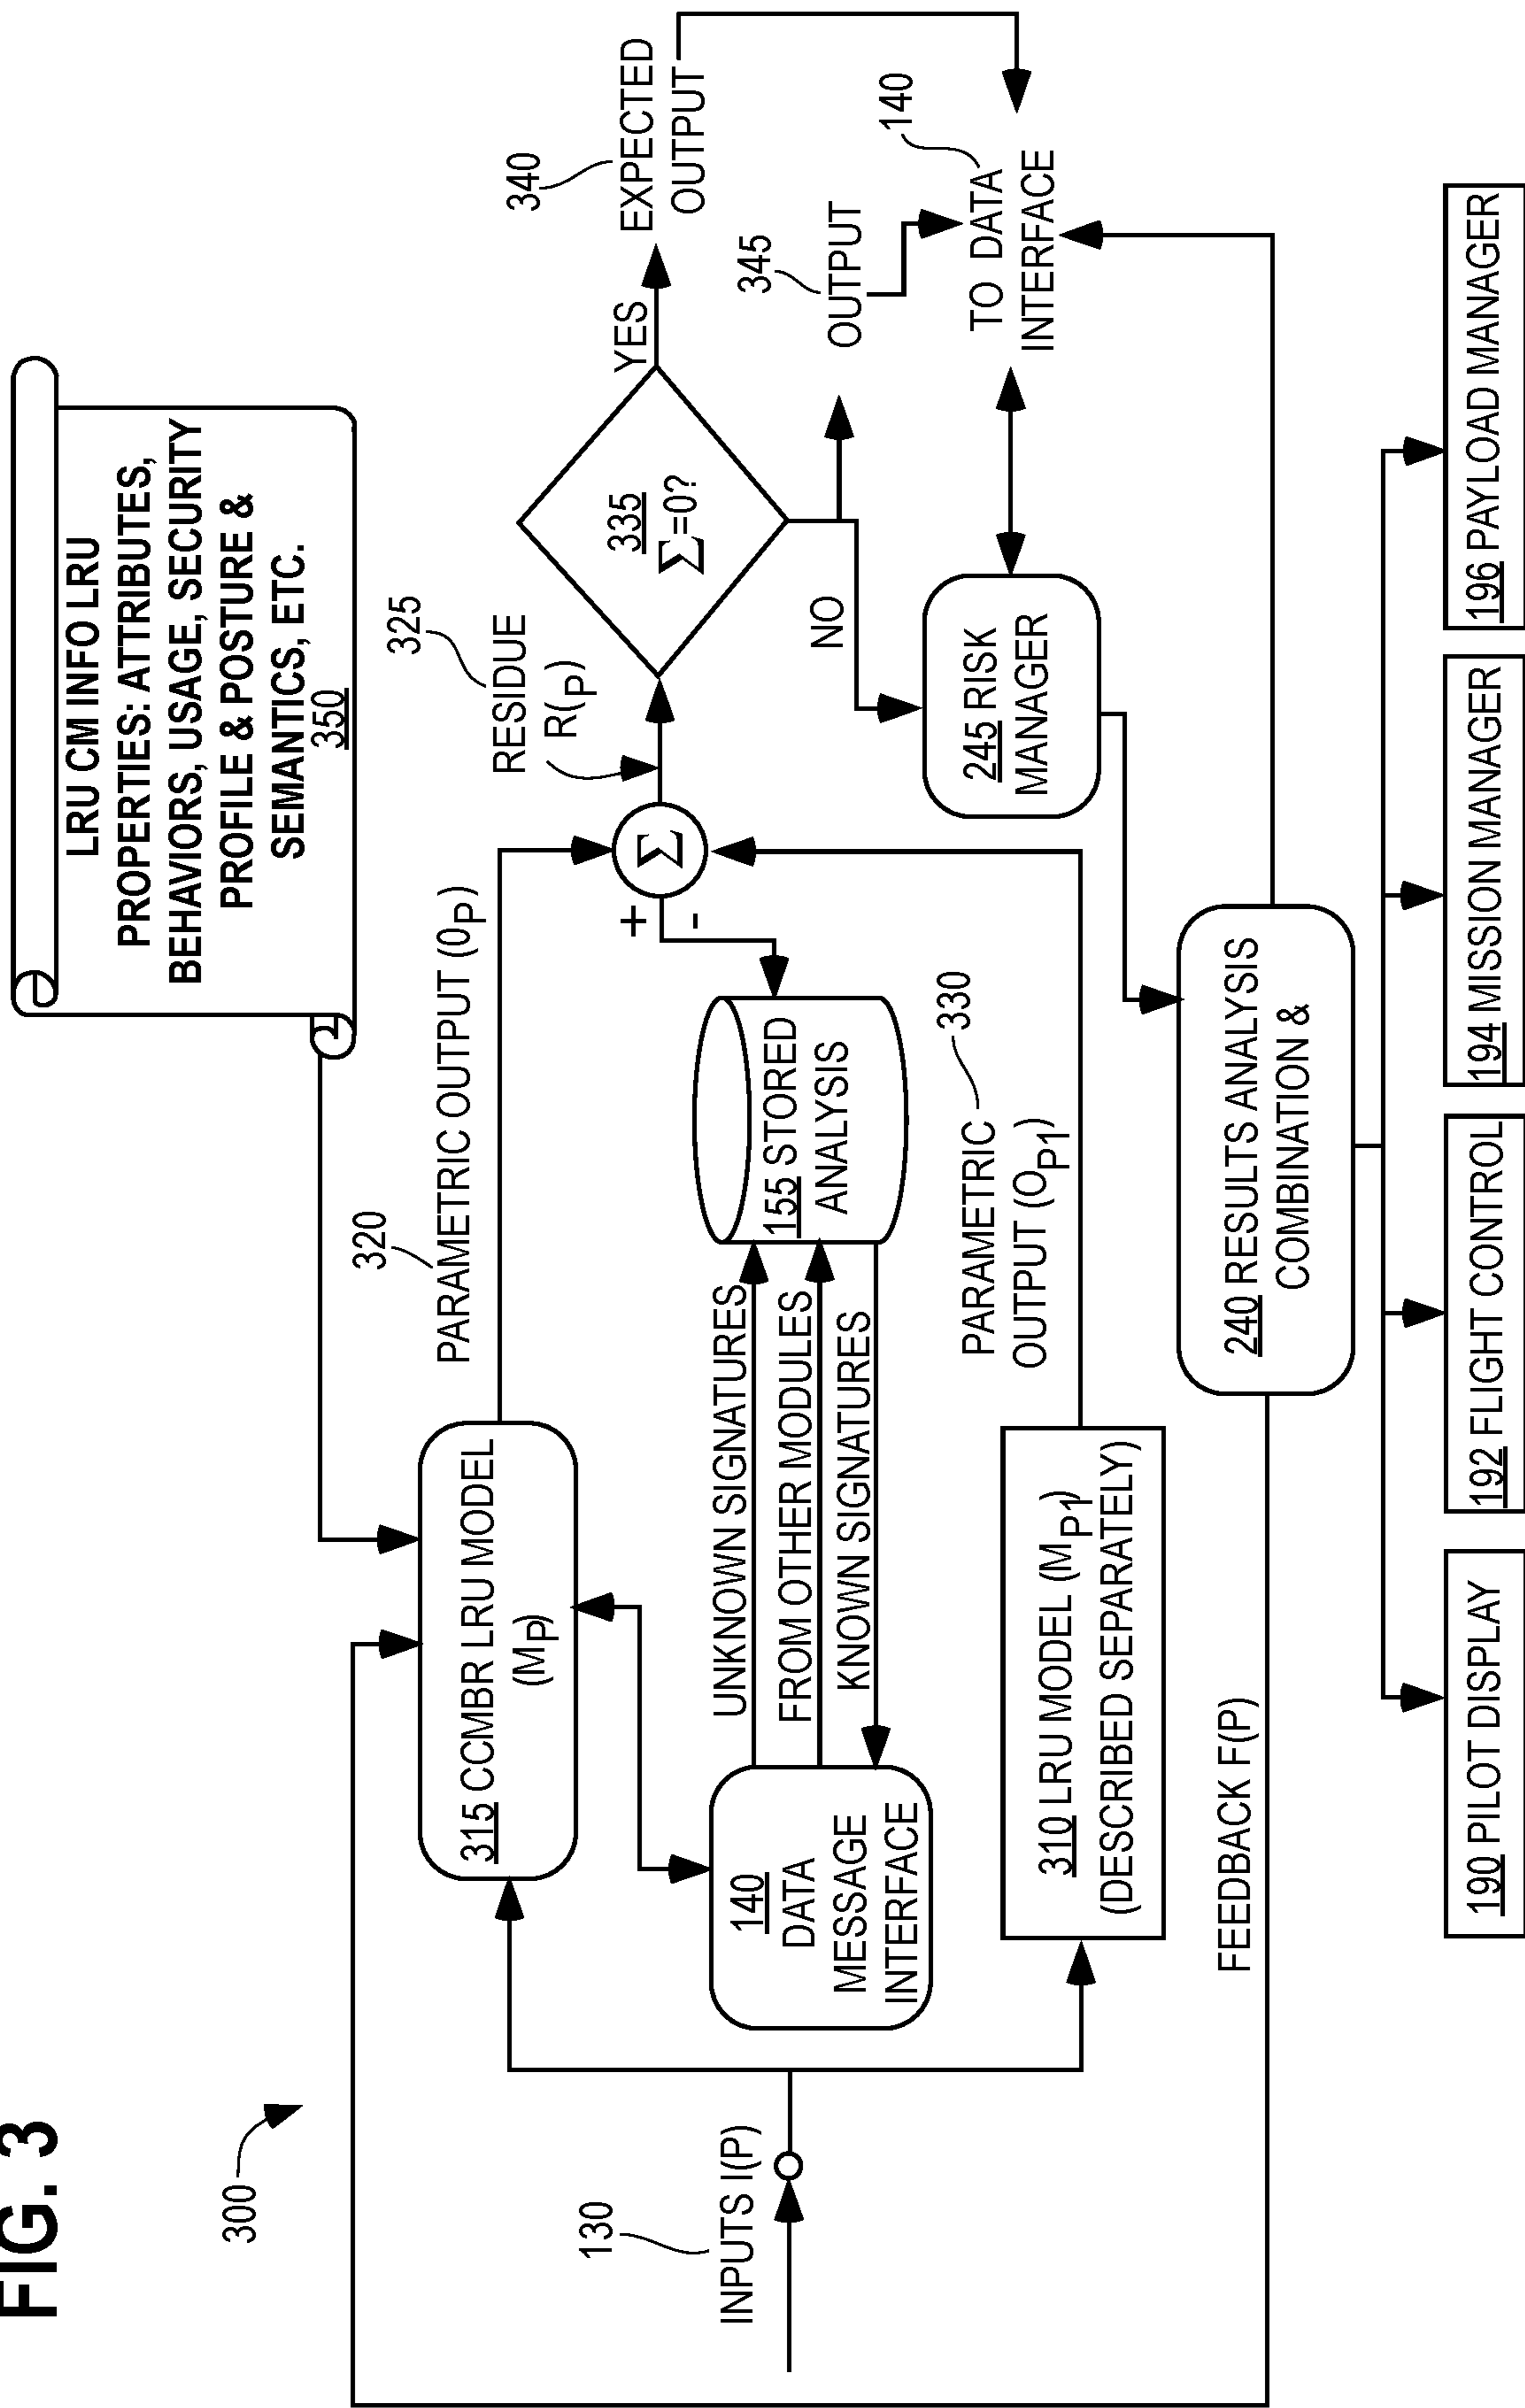 FIG. 3
300
LRU CM INFO LRU
PROPERTIES: ATTRIBUTES,
BEHAVIORS, USAGE, SECURITY
PROFILE & POSTURE &
SEMANTICS, ETC.
350
130
INPUTS I(P)
315 CCMBR LRU MODEL
(MP)
320
PARAMETRIC OUTPUT (0P)
140
DATA
MESSAGE
INTERFACE
UNKNOWN SIGNATURES
FROM OTHER MODULES
KNOWN SIGNATURES
155 STORED
ANALYSIS
+
-
Σ
325
RESIDUE
R(P)
335
Σ=0?
YES
NO
340
EXPECTED
OUTPUT
345
OUTPUT
140
TO DATA
INTERFACE
310 LRU MODEL (MP1)
(DESCRIBED SEPARATELY)
330
PARAMETRIC
OUTPUT (OP1)
245 RISK
MANAGER
240 RESULTS ANALYSIS
COMBINATION &
FEEDBACK F(P)
190 PILOT DISPLAY
192 FLIGHT CONTROL
194 MISSION MANAGER
196 PAYLOAD MANAGER